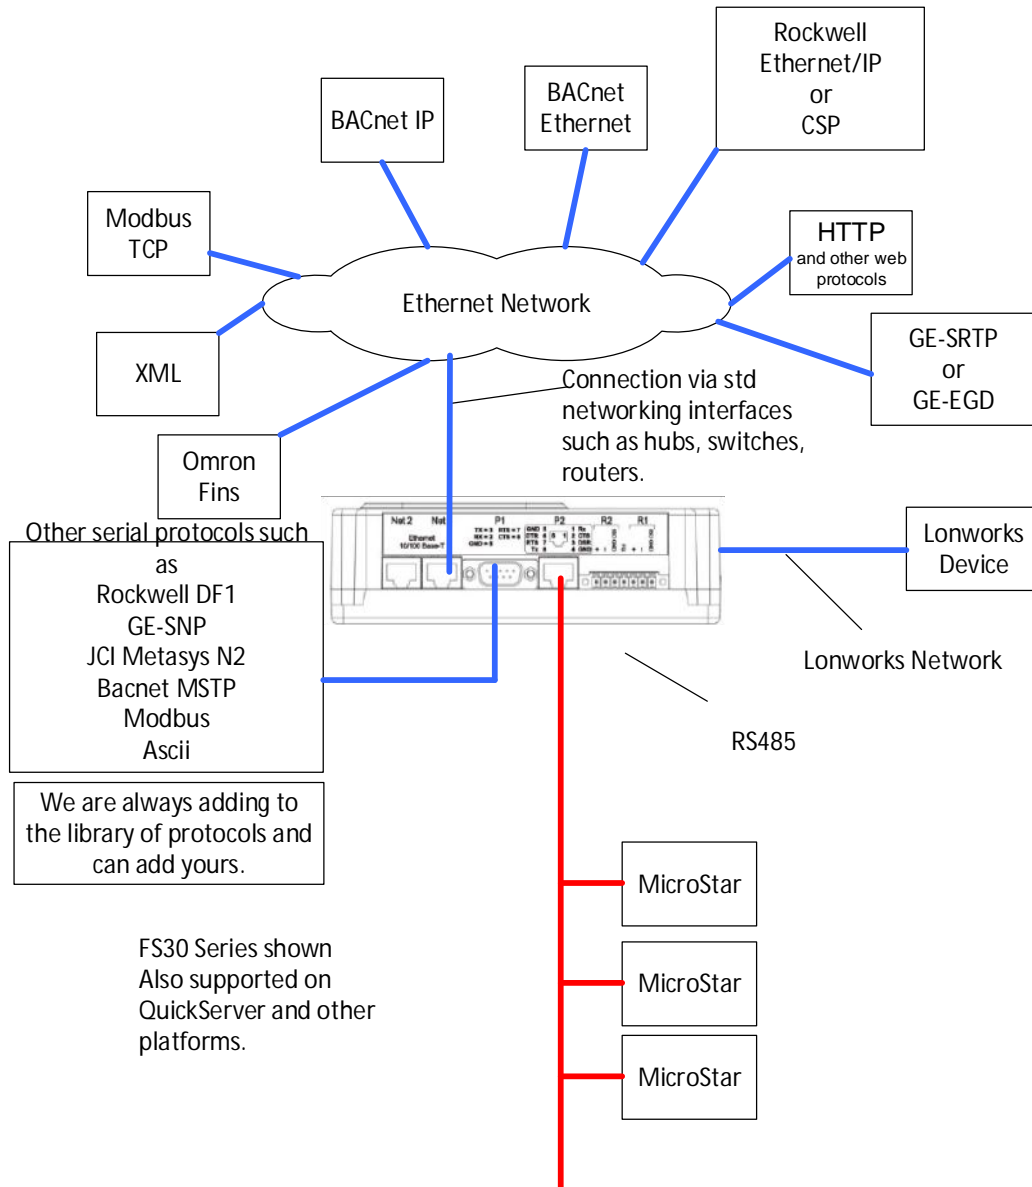 Rockwell
Ethernet/IP
or
CSP
BACnet
Ethernet
BACnet IP
Modbus
TCP
HTTP
and other web
protocols
Ethernet Network
XML
GE-SRTP
or
GE-EGD
Connection via std
networking interfaces
such as hubs, switches,
routers.
Omron
Fins
Other serial protocols such
as
Rockwell DF1
GE-SNP
JCI Metasys N2
Bacnet MSTP
Modbus
Ascii
Net 2
Net
P1
P2
R2
R1
Ethernet
10/100 Base-T
Lonworks
Device
Lonworks Network
RS485
We are always adding to
the library of protocols and
can add yours.
MicroStar
MicroStar
MicroStar
FS30 Series shown
Also supported on
QuickServer and other
platforms.